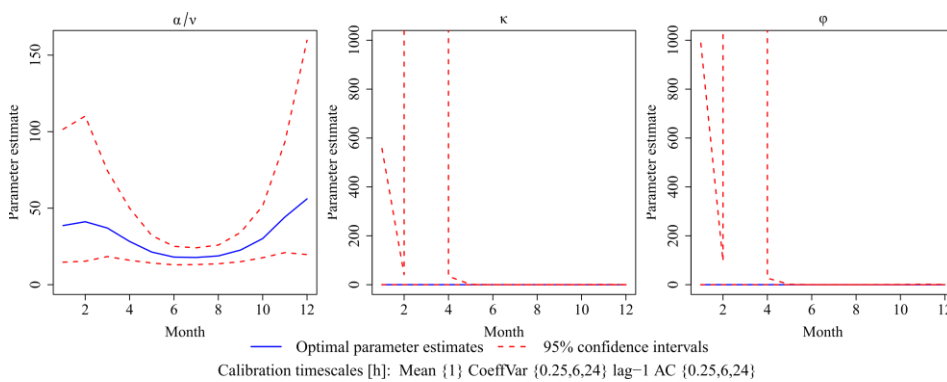 α/ν
κ
φ
Parameter estimate
0 50 100 150
2 4 6 8 10 12
Month
Parameter estimate
0 200 400 600 800 1000
2 4 6 8 10 12
Month
Parameter estimate
0 200 400 600 800 1000
2 4 6 8 10 12
Month
Optimal parameter estimates
95% confidence intervals
Calibration timescales [h]: Mean {1} CoeffVar {0.25,6,24} lag−1 AC {0.25,6,24}